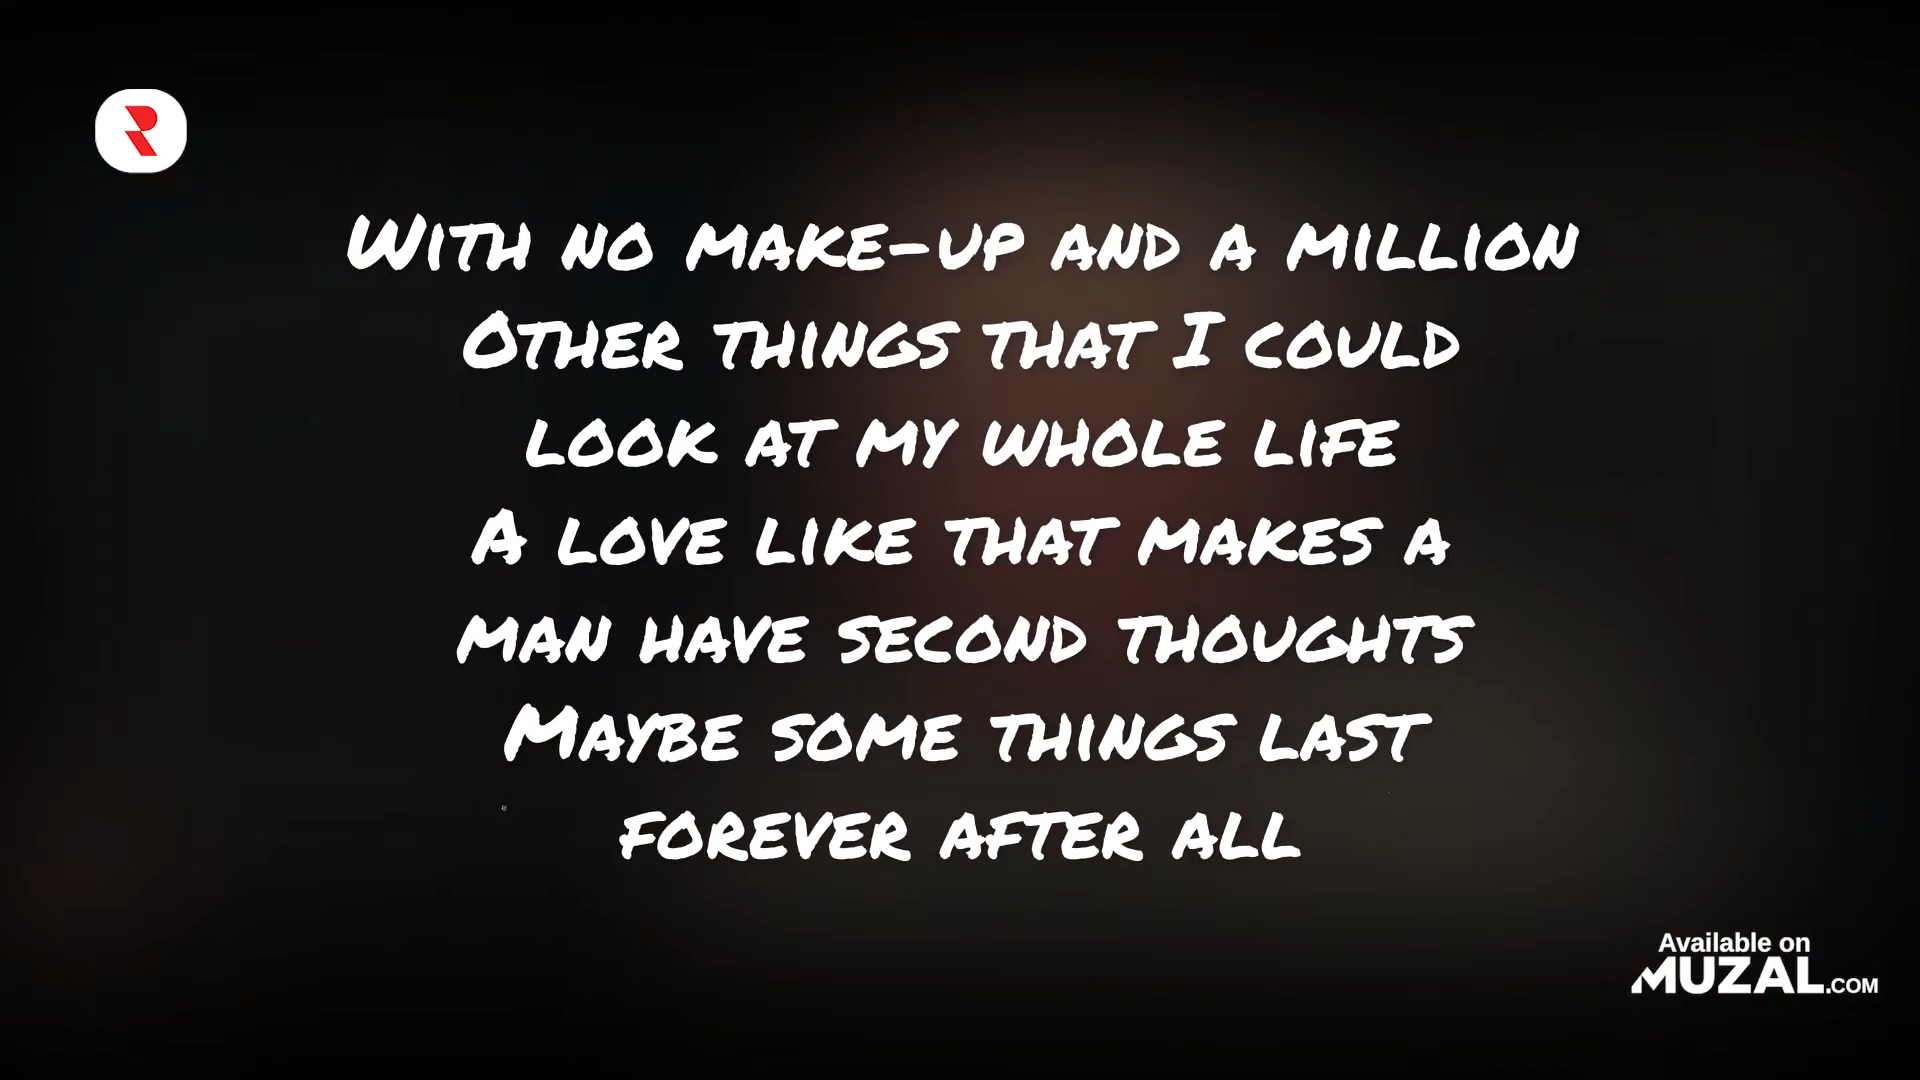 R
WITH NO MAKE-UP AND A MILLION
OTHER THINGS THAT I COULD
LOOK AT MY WHOLE LIFE
A LOVE LIKE THAT MAKES A
MAN HAVE SECOND THOUGHTS
MAYBE SOME THINGS LAST
FOREVER AFTER ALL
Available on
MUZAL.COM